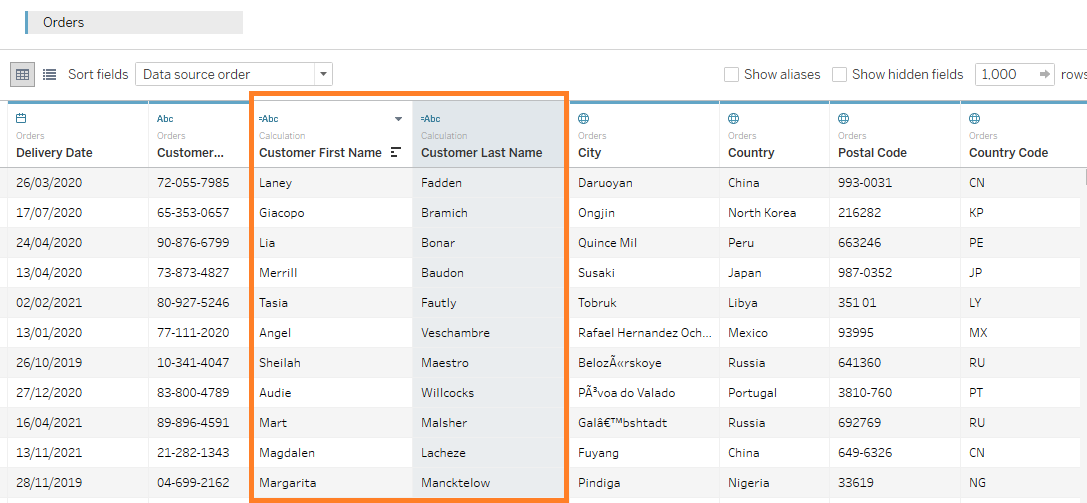 Orders
Sort fields Data source order Show aliases Show hidden fields 1,000 rows
Abc =Abc =Abc
Orders Orders Calculation Calculation Orders Orders Orders Orders
Delivery Date Customer... Customer First Name Customer Last Name City Country Postal Code Country Code
26/03/2020 72-055-7985 Laney Fadden Daruoyan China 993-0031 CN
17/07/2020 65-353-0657 Giacopo Bramich Ongjin North Korea 216282 KP
24/04/2020 90-876-6799 Lia Bonar Quince Mil Peru 663246 PE
13/04/2020 73-873-4827 Merrill Baudon Susaki Japan 987-0352 JP
02/02/2021 80-927-5246 Tasia Fautly Tobruk Libya 351 01 LY
13/01/2020 77-111-2020 Angel Veschambre Rafael Hernandez Och... Mexico 93995 MX
26/10/2019 10-341-4047 Sheilah Maestro BelozÃ«rskoye Russia 641360 RU
27/12/2020 83-800-4789 Audie Willcocks PÃ³voa do Valado Portugal 3810-760 PT
16/04/2021 89-896-4591 Mart Malsher Galâ€™bshtadt Russia 692769 RU
13/11/2021 21-282-1343 Magdalen Lacheze Fuyang China 649-6326 CN
28/11/2019 04-699-2162 Margarita Mancktelow Pindiga Nigeria 33619 NG